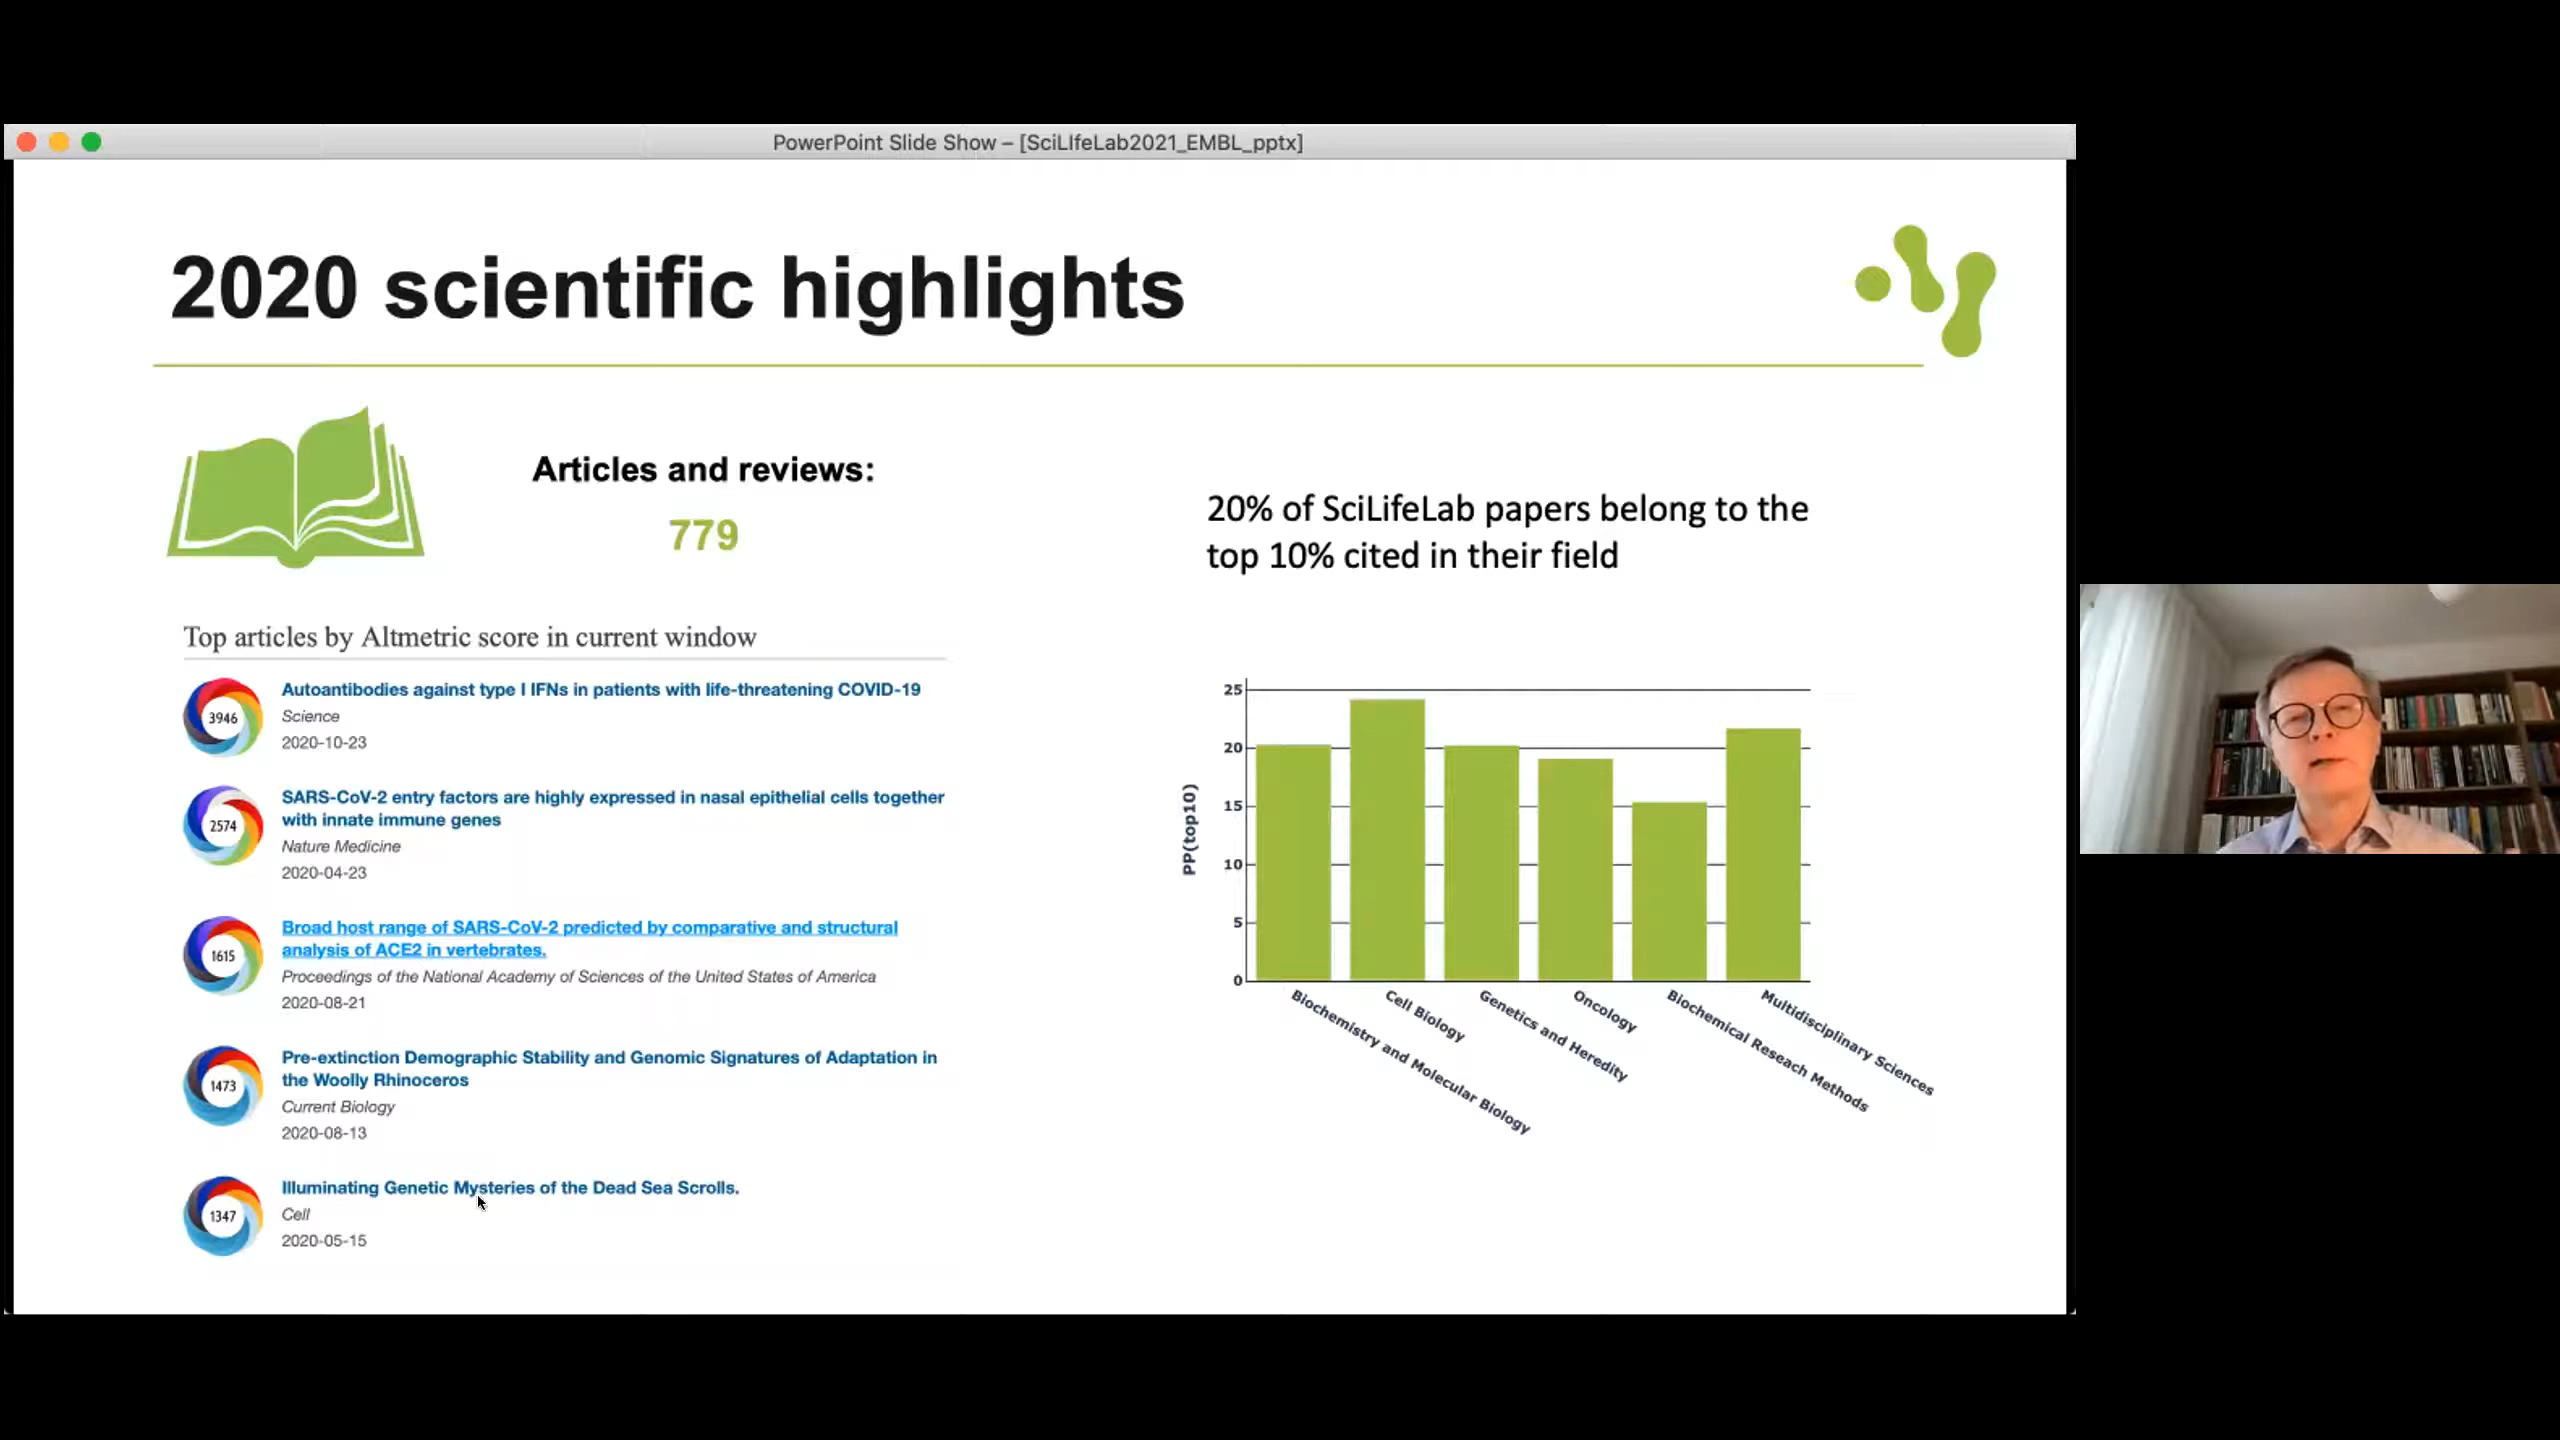 PowerPoint Slide Show – [SciLIfeLab2021_EMBL_pptx]
2020 scientific highlights
Articles and reviews:
779
Top articles by Altmetric score in current window
3946
Autoantibodies against type I IFNs in patients with life-threatening COVID-19
Science
2020-10-23
2574
SARS-CoV-2 entry factors are highly expressed in nasal epithelial cells together
with innate immune genes
Nature Medicine
2020-04-23
1615
Broad host range of SARS-CoV-2 predicted by comparative and structural
analysis of ACE2 in vertebrates.
Proceedings of the National Academy of Sciences of the United States of America
2020-08-21
1473
Pre-extinction Demographic Stability and Genomic Signatures of Adaptation in
the Woolly Rhinoceros
Current Biology
2020-08-13
1347
Illuminating Genetic Mysteries of the Dead Sea Scrolls.
Cell
2020-05-15
20% of SciLifeLab papers belong to the
top 10% cited in their field
PP(top10)
25
20
15
10
5
0
Biochemistry and Molecular Biology
Cell Biology
Genetics and Heredity
Oncology
Biochemical Reseach Methods
Multidisciplinary Sciences